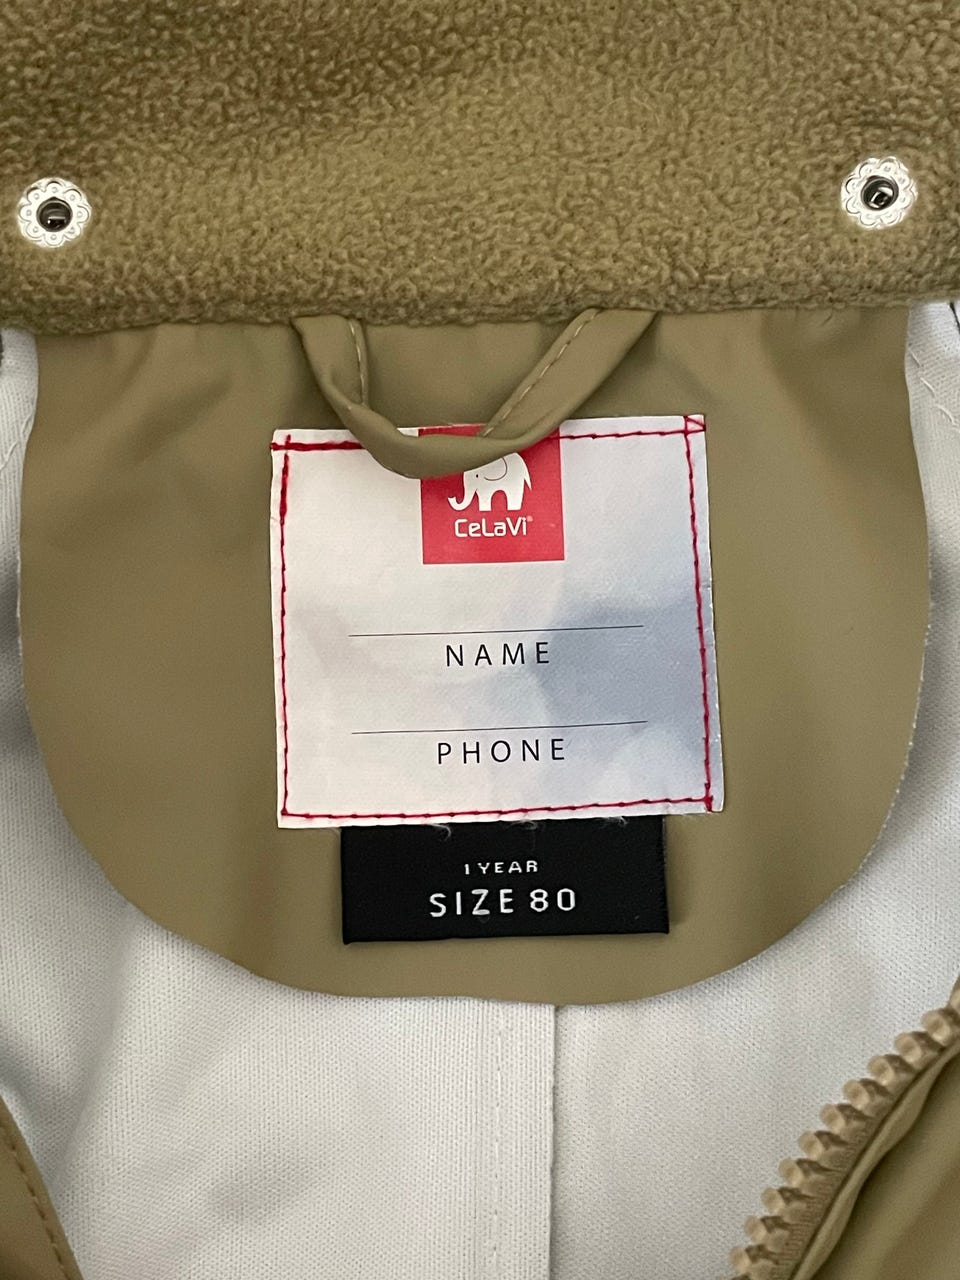 CeLaVi®
NAME
PHONE
1 YEAR
SIZE 80